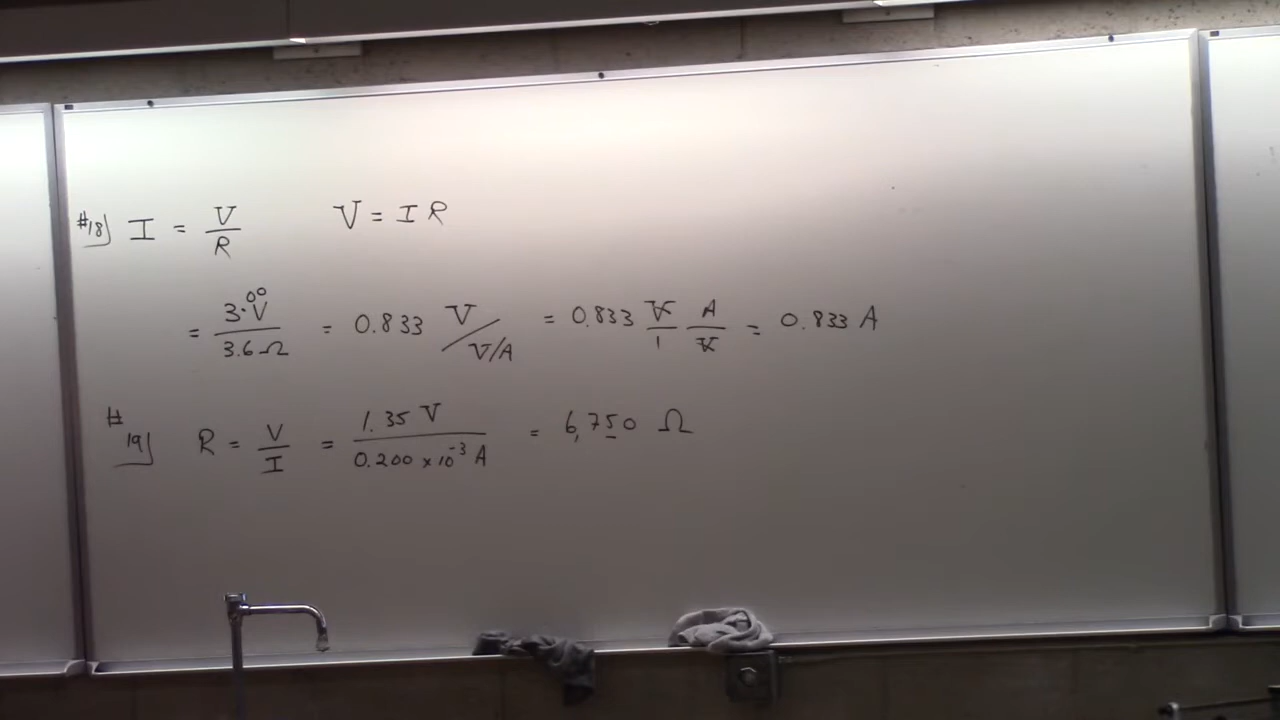 #18) I = V/R V = I R
= 3.00 V / 3.6 Ω = 0.833 V / V/A = 0.833 V/1 A/V = 0.833 A
#19) R = V/I = 1.35 V / 0.200 × 10⁻³ A = 6,750 Ω